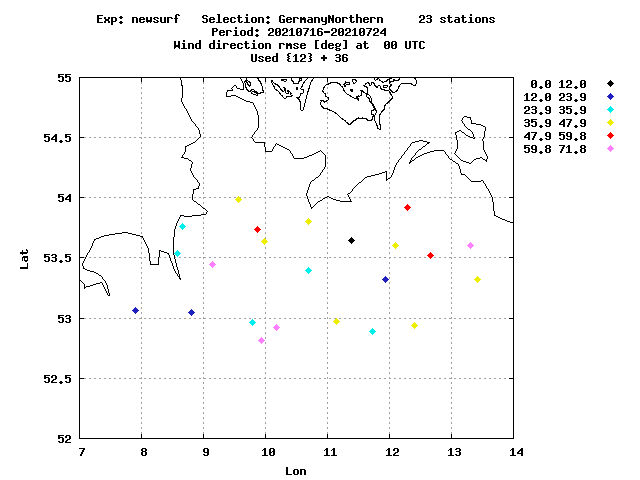 Exp: newsurf   Selection: GermanyNorthern     23 stations
Period: 20210716-20210724
Wind direction rmse [deg] at  00 UTC
Used {12} + 36
0.0 12.0
12.0 23.9
23.9 35.9
35.9 47.9
47.9 59.8
59.8 71.8
55
54.5
54
53.5
53
52.5
52
Lat
7 8 9 10 11 12 13 14
Lon